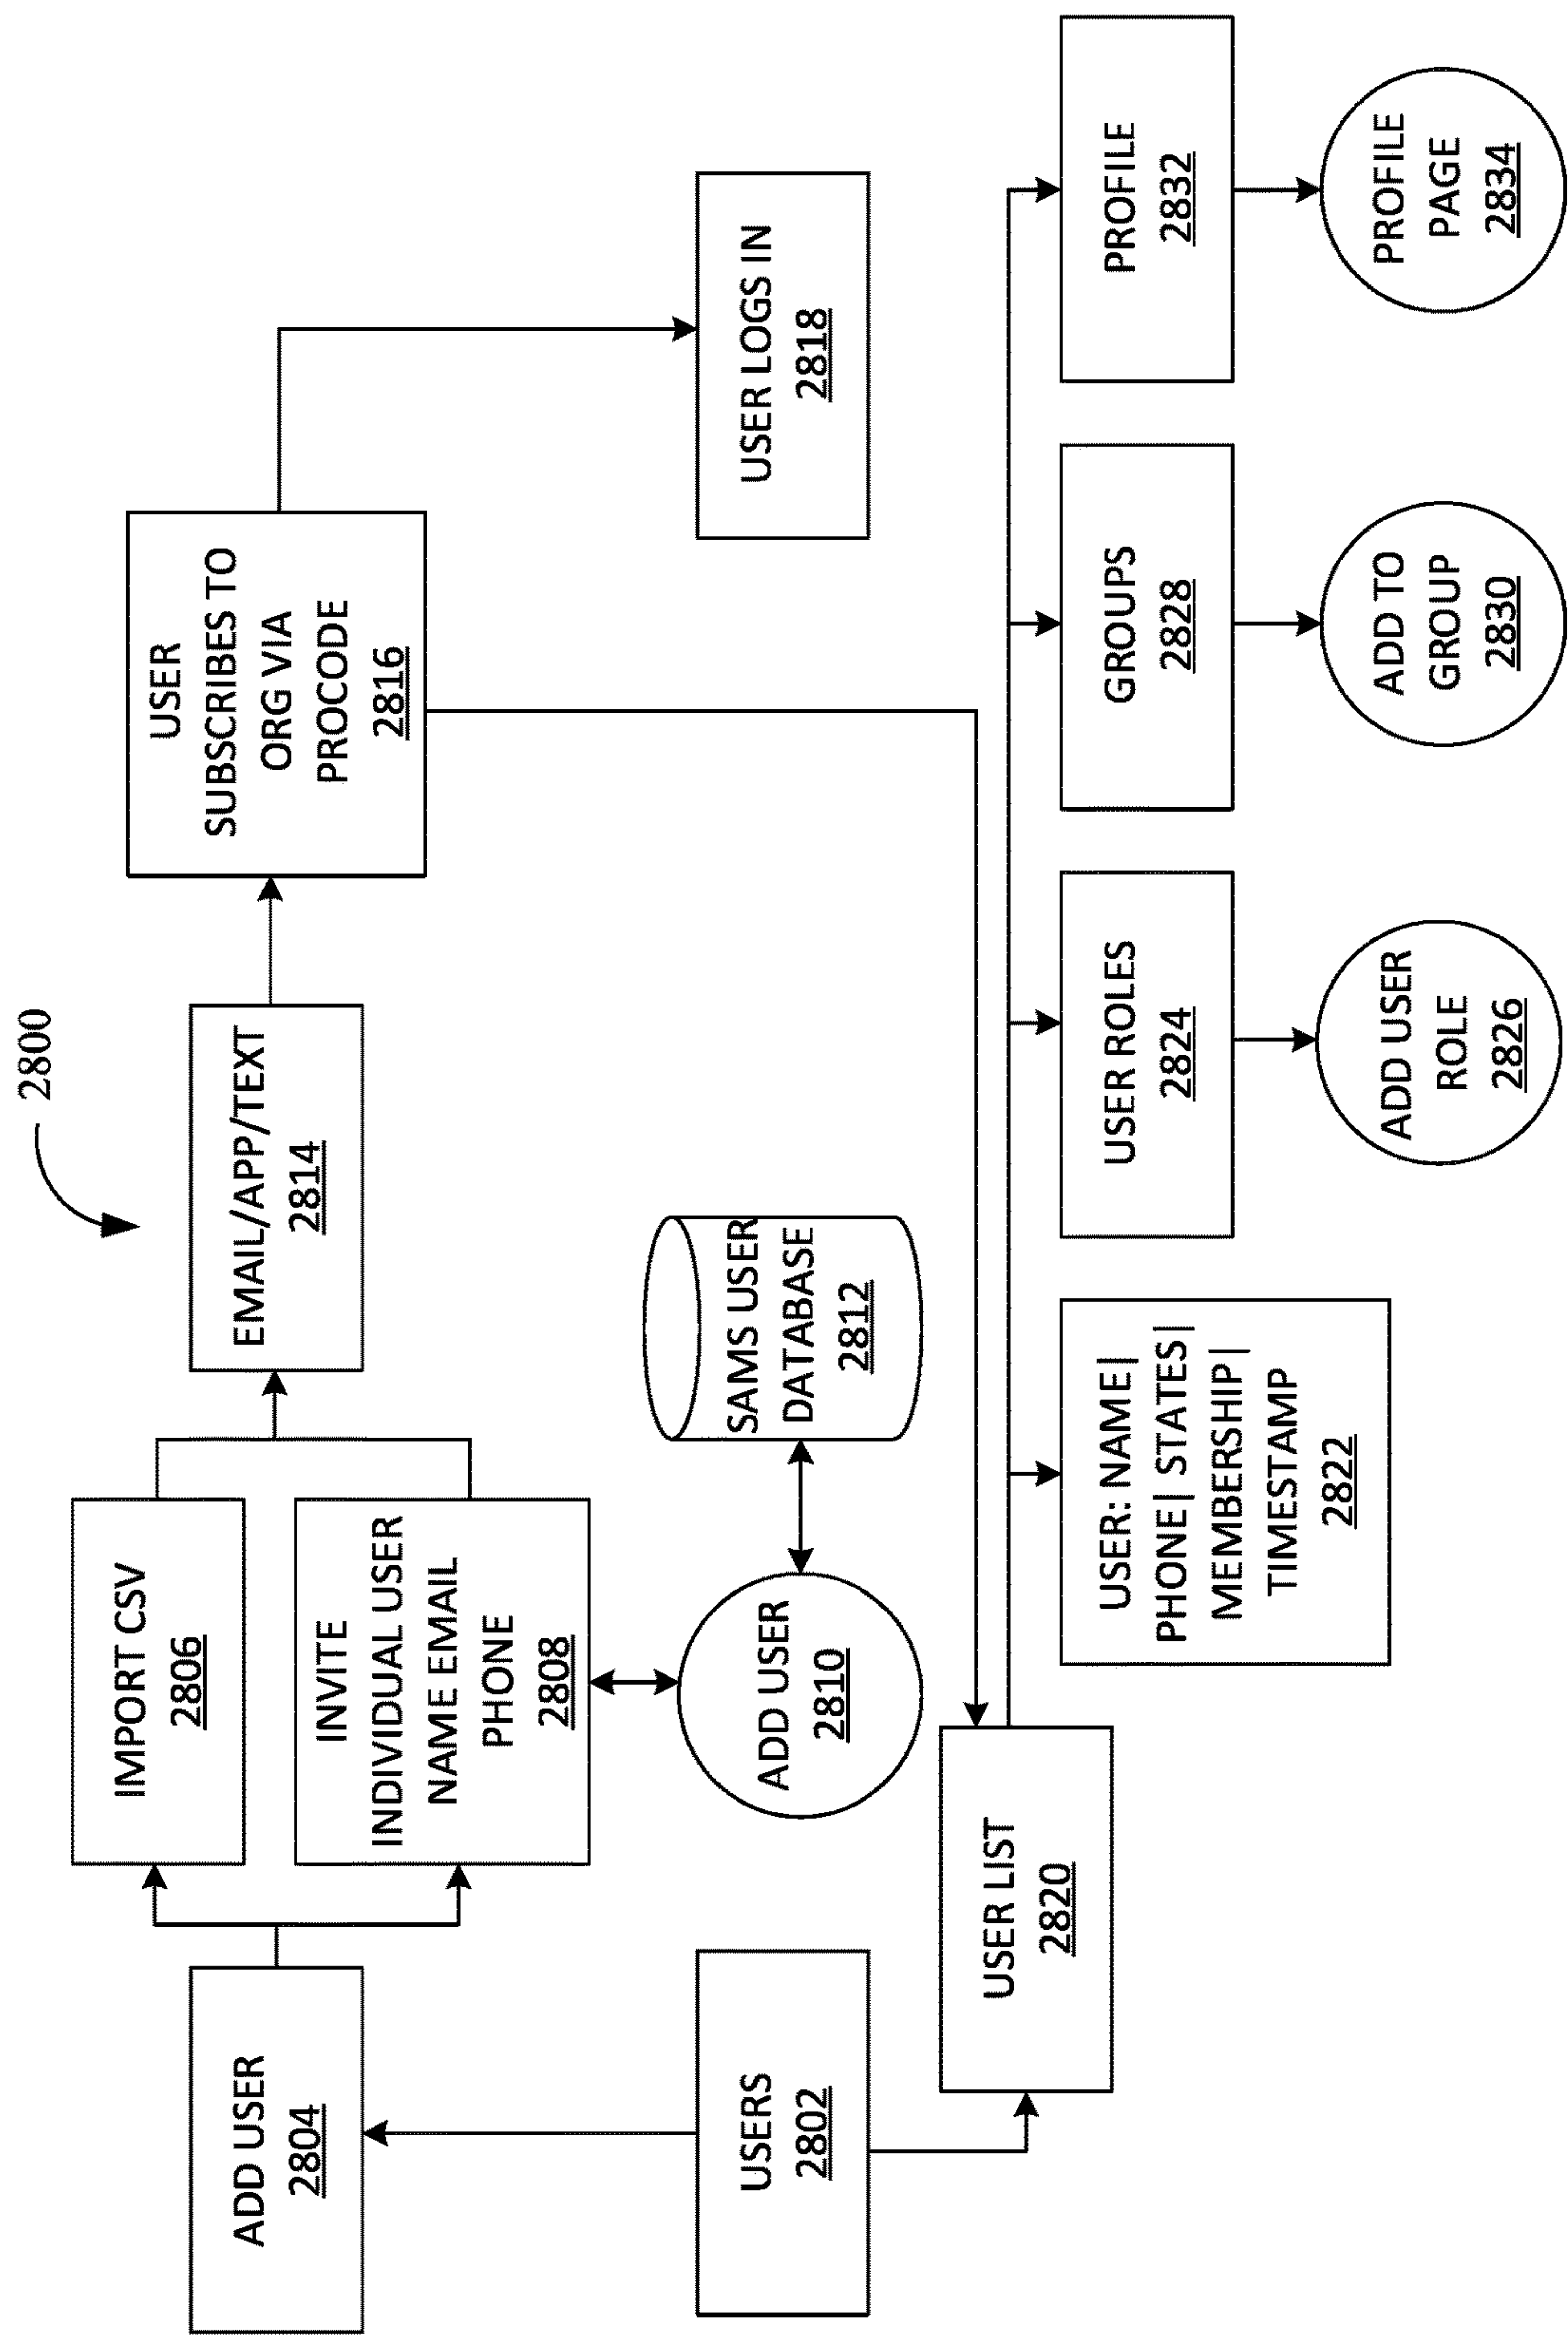 2800
ADD USER
2804
IMPORT CSV
2806
INVITE
INDIVIDUAL USER
NAME EMAIL
PHONE
2808
EMAIL/APP/TEXT
2814
USER
SUBSCRIBES TO
ORG VIA
PROCODE
2816
USERS
2802
ADD USER
2810
SAMS USER
DATABASE
2812
USER LOGS IN
2818
USER LIST
2820
USER: NAME|
PHONE| STATES|
MEMBERSHIP|
TIMESTAMP
2822
USER ROLES
2824
GROUPS
2828
PROFILE
2832
ADD USER
ROLE
2826
ADD TO
GROUP
2830
PROFILE
PAGE
2834